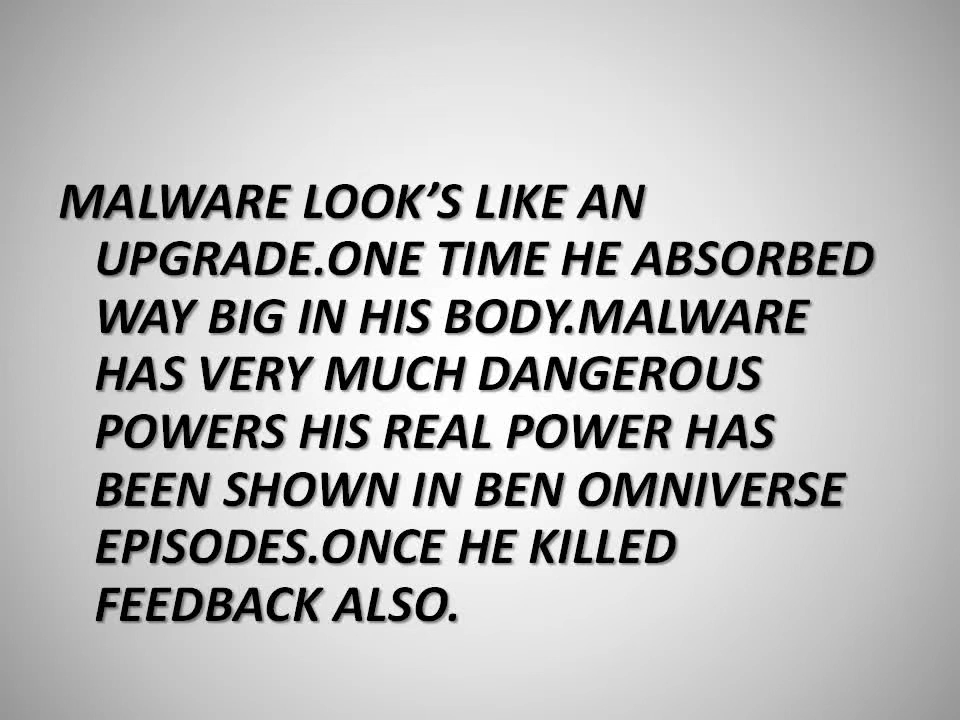 MALWARE LOOK’S LIKE AN
UPGRADE.ONE TIME HE ABSORBED
WAY BIG IN HIS BODY.MALWARE
HAS VERY MUCH DANGEROUS
POWERS HIS REAL POWER HAS
BEEN SHOWN IN BEN OMNIVERSE
EPISODES.ONCE HE KILLED
FEEDBACK ALSO.